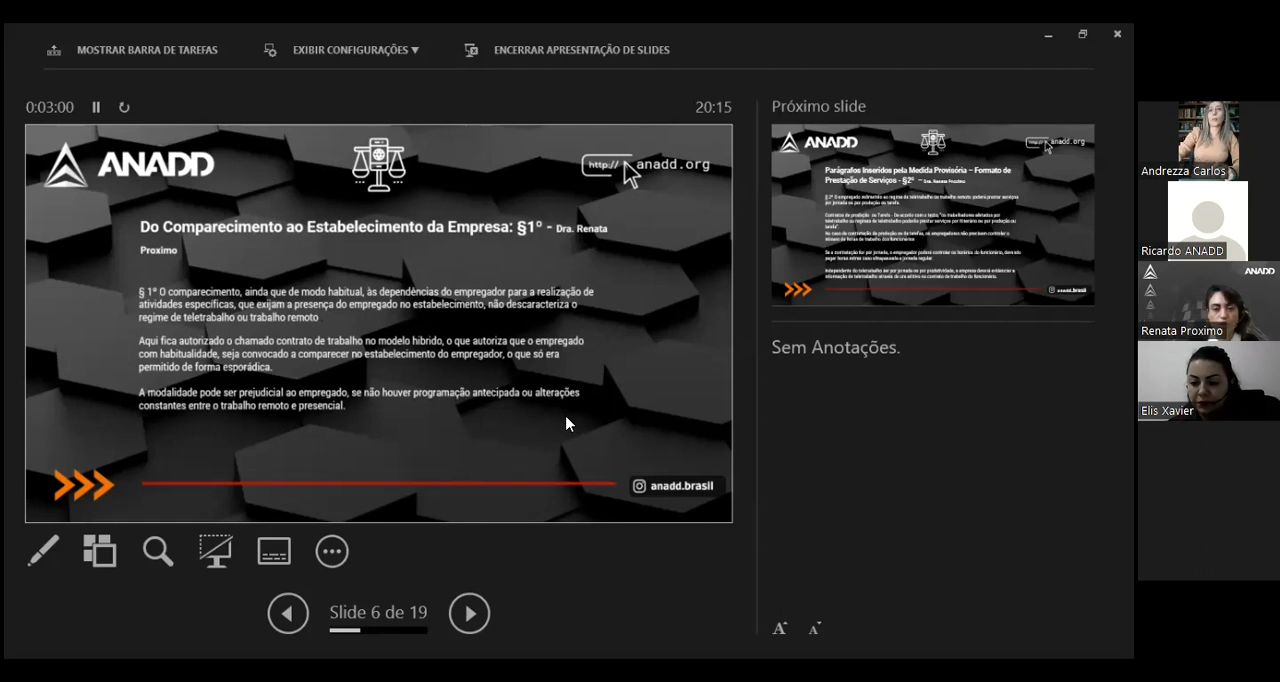 MOSTRAR BARRA DE TAREFAS
EXIBIR CONFIGURAÇÕES ▼
ENCERRAR APRESENTAÇÃO DE SLIDES
0:03:00
20:15
ANADD
http://
anadd.org
Do Comparecimento ao Estabelecimento da Empresa: §1º - Dra. Renata
Proximo
§ 1º O comparecimento, ainda que de modo habitual, às dependências do empregador para a realização de
atividades específicas, que exijam a presença do empregado no estabelecimento, não descaracteriza o
regime de teletrabalho ou trabalho remoto
Aqui fica autorizado o chamado contrato de trabalho no modelo hibrido, o que autoriza que o empregado
com habitualidade, seja convocado a comparecer no estabelecimento do empregador, o que só era
permitido de forma esporádica.
A modalidade pode ser prejudicial ao empregado, se não houver programação antecipada ou alterações
constantes entre o trabalho remoto e presencial.
anadd.brasil
Slide 6 de 19
Próximo slide
ANADD
http://
anadd.org
Parágrafos Inseridos pela Medida Provisória – Formato de
Prestação de Serviços - §2º – Dra. Renata Proximo
anadd.brasil
Sem Anotações.
A A
Andrezza Carlos
Ricardo ANADD
ANADD
Renata Proximo
Elis Xavier